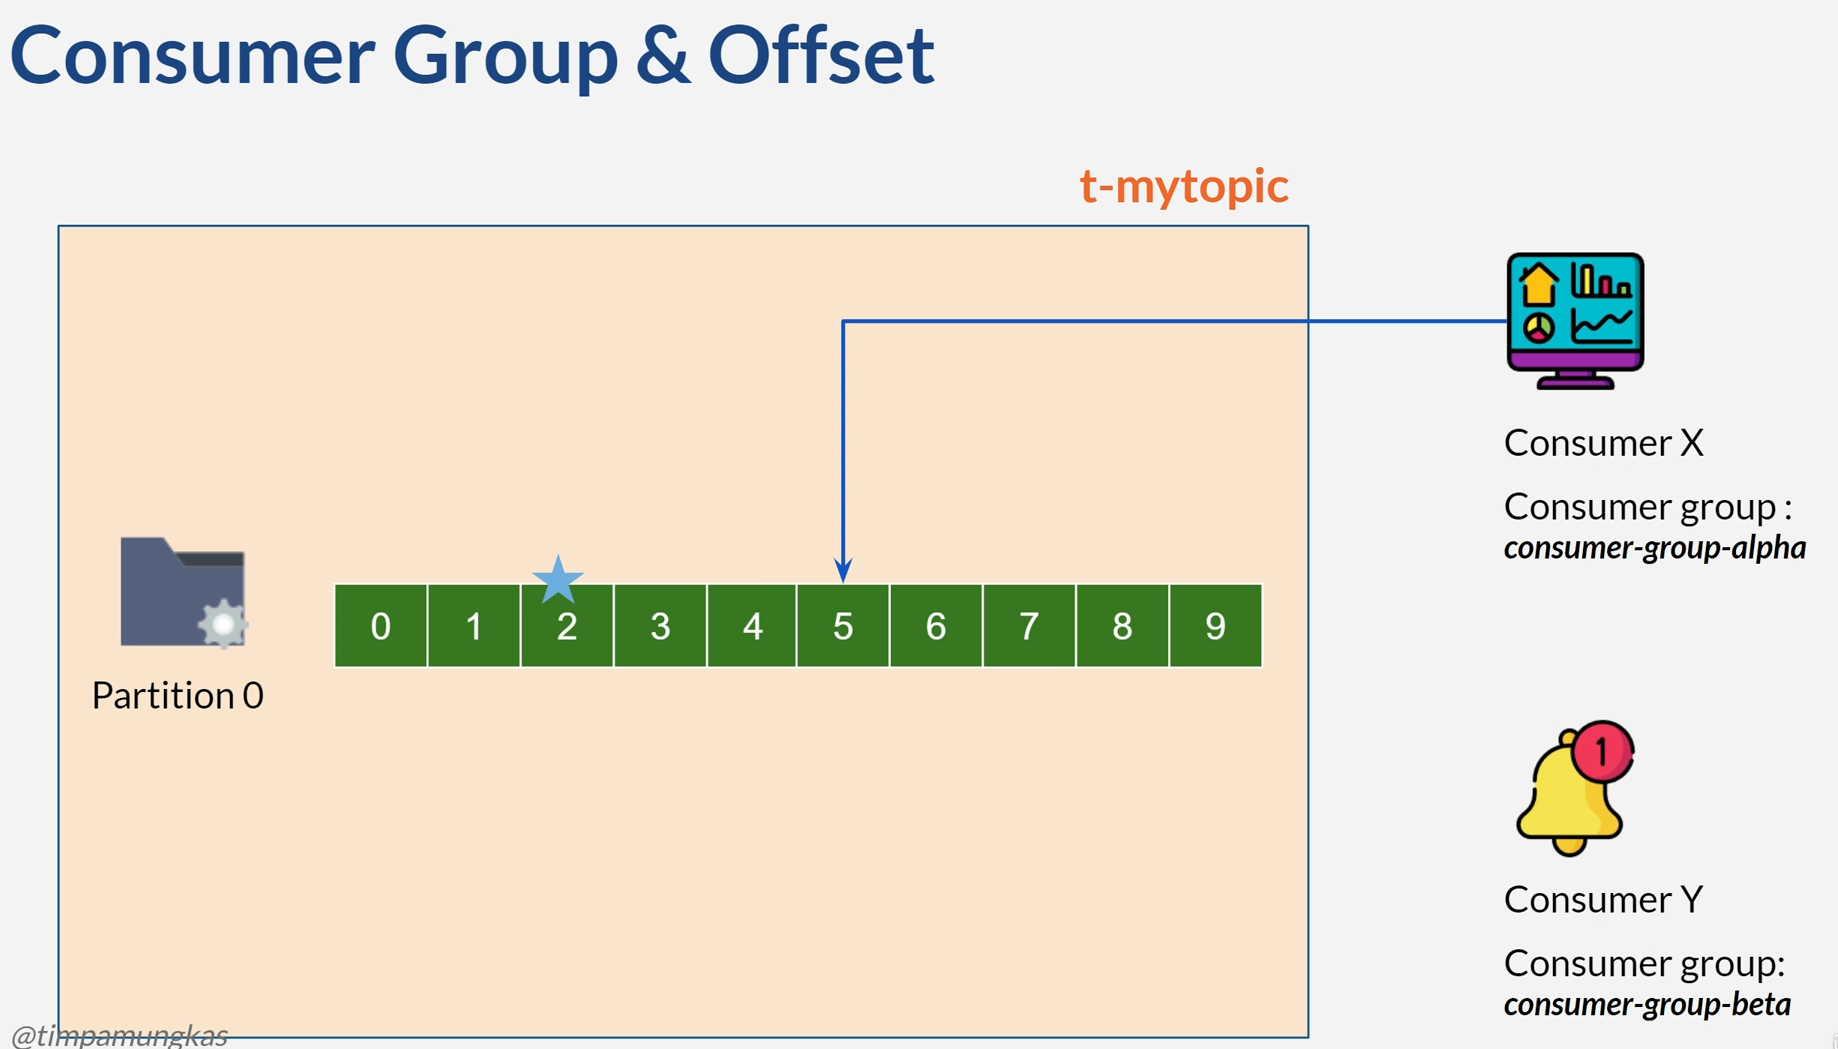 Consumer Group & Offset
t-mytopic
Consumer X
Consumer group :
consumer-group-alpha
0 1 2 3 4 5 6 7 8 9
Partition 0
1
Consumer Y
Consumer group:
consumer-group-beta
@timpamungkas